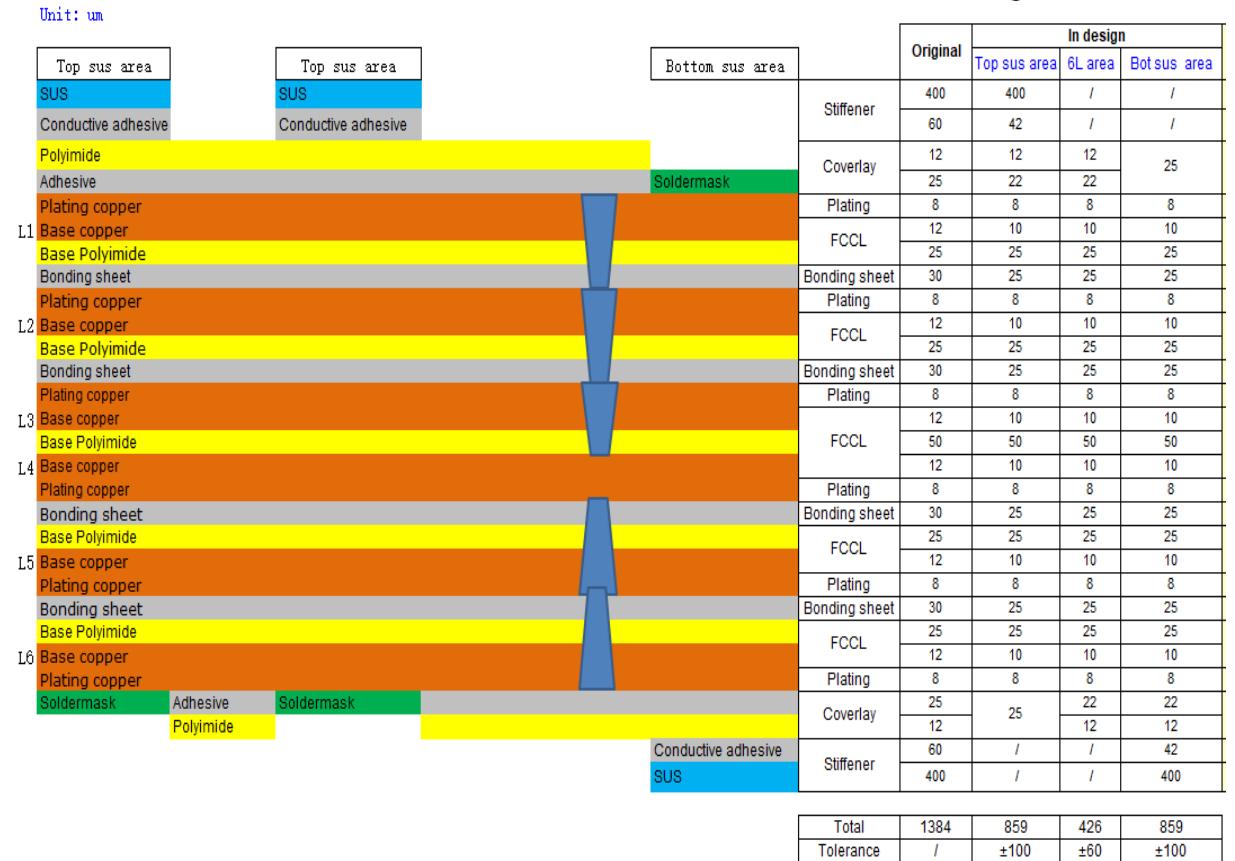 Unit: um
Original In design
Top sus area Top sus area Bottom sus area Top sus area 6L area Bot sus area
SUS SUS Stiffener 400 400 / /
Conductive adhesive Conductive adhesive 60 42 / /
Polyimide Coverlay 12 12 12 25
Adhesive Soldermask 25 22 22
Plating copper Plating 8 8 8 8
L1 Base copper FCCL 12 10 10 10
Base Polyimide 25 25 25 25
Bonding sheet Bonding sheet 30 25 25 25
Plating copper Plating 8 8 8 8
L2 Base copper FCCL 12 10 10 10
Base Polyimide 25 25 25 25
Bonding sheet Bonding sheet 30 25 25 25
Plating copper Plating 8 8 8 8
L3 Base copper 12 10 10 10
Base Polyimide FCCL 50 50 50 50
L4 Base copper 12 10 10 10
Plating copper Plating 8 8 8 8
Bonding sheet Bonding sheet 30 25 25 25
Base Polyimide FCCL 25 25 25 25
L5 Base copper 12 10 10 10
Plating copper Plating 8 8 8 8
Bonding sheet Bonding sheet 30 25 25 25
Base Polyimide FCCL 25 25 25 25
L6 Base copper 12 10 10 10
Plating copper Plating 8 8 8 8
Soldermask Adhesive Soldermask Coverlay 25 25 22 22
Polyimide 12 12 12
Conductive adhesive Stiffener 60 / / 42
SUS 400 / / 400
Total 1384 859 426 859
Tolerance / ±100 ±60 ±100